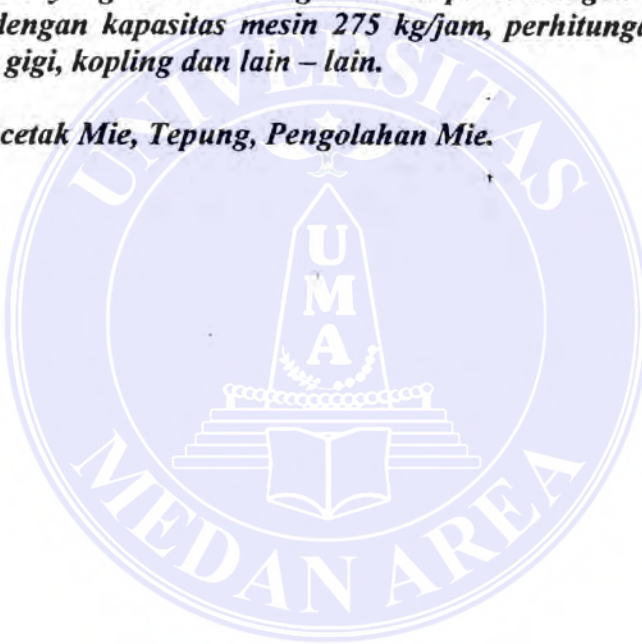 dengan kapasitas mesin 275 kg/jam,
gigi, kopling dan lain – lain.
cetak Mie, Tepung, Pengolahan Mie.
UNIVERSITAS
U
M
A
MEDAN AREA